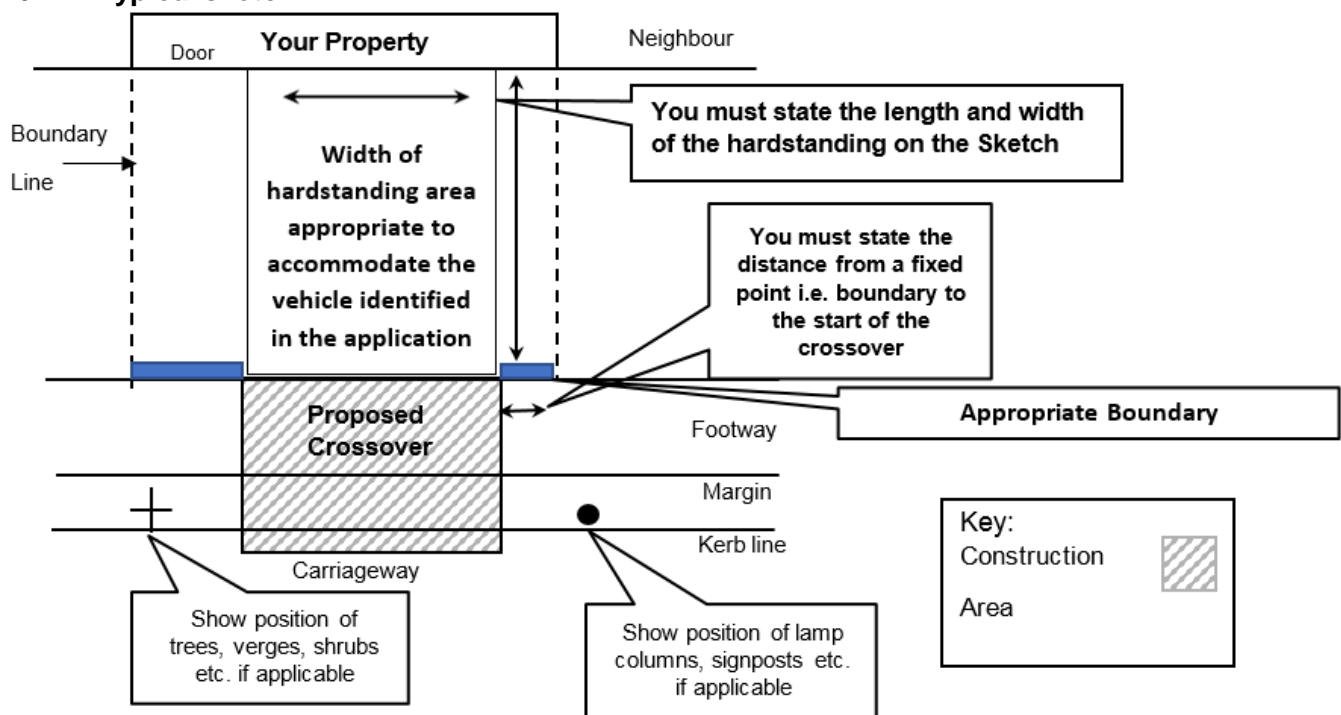 Your Property
Door
Neighbour
Boundary
Line
You must state the length and width
of the hardstanding on the Sketch
Width of
hardstanding area
appropriate to
accommodate the
vehicle identified
in the application
You must state the
distance from a fixed
point i.e. boundary to
the start of the
crossover
Appropriate Boundary
Proposed
Crossover
Footway
Margin
Kerb line
Carriageway
Key:
Construction
Area
Show position of
trees, verges, shrubs
etc. if applicable
Show position of lamp
columns, signposts etc.
if applicable